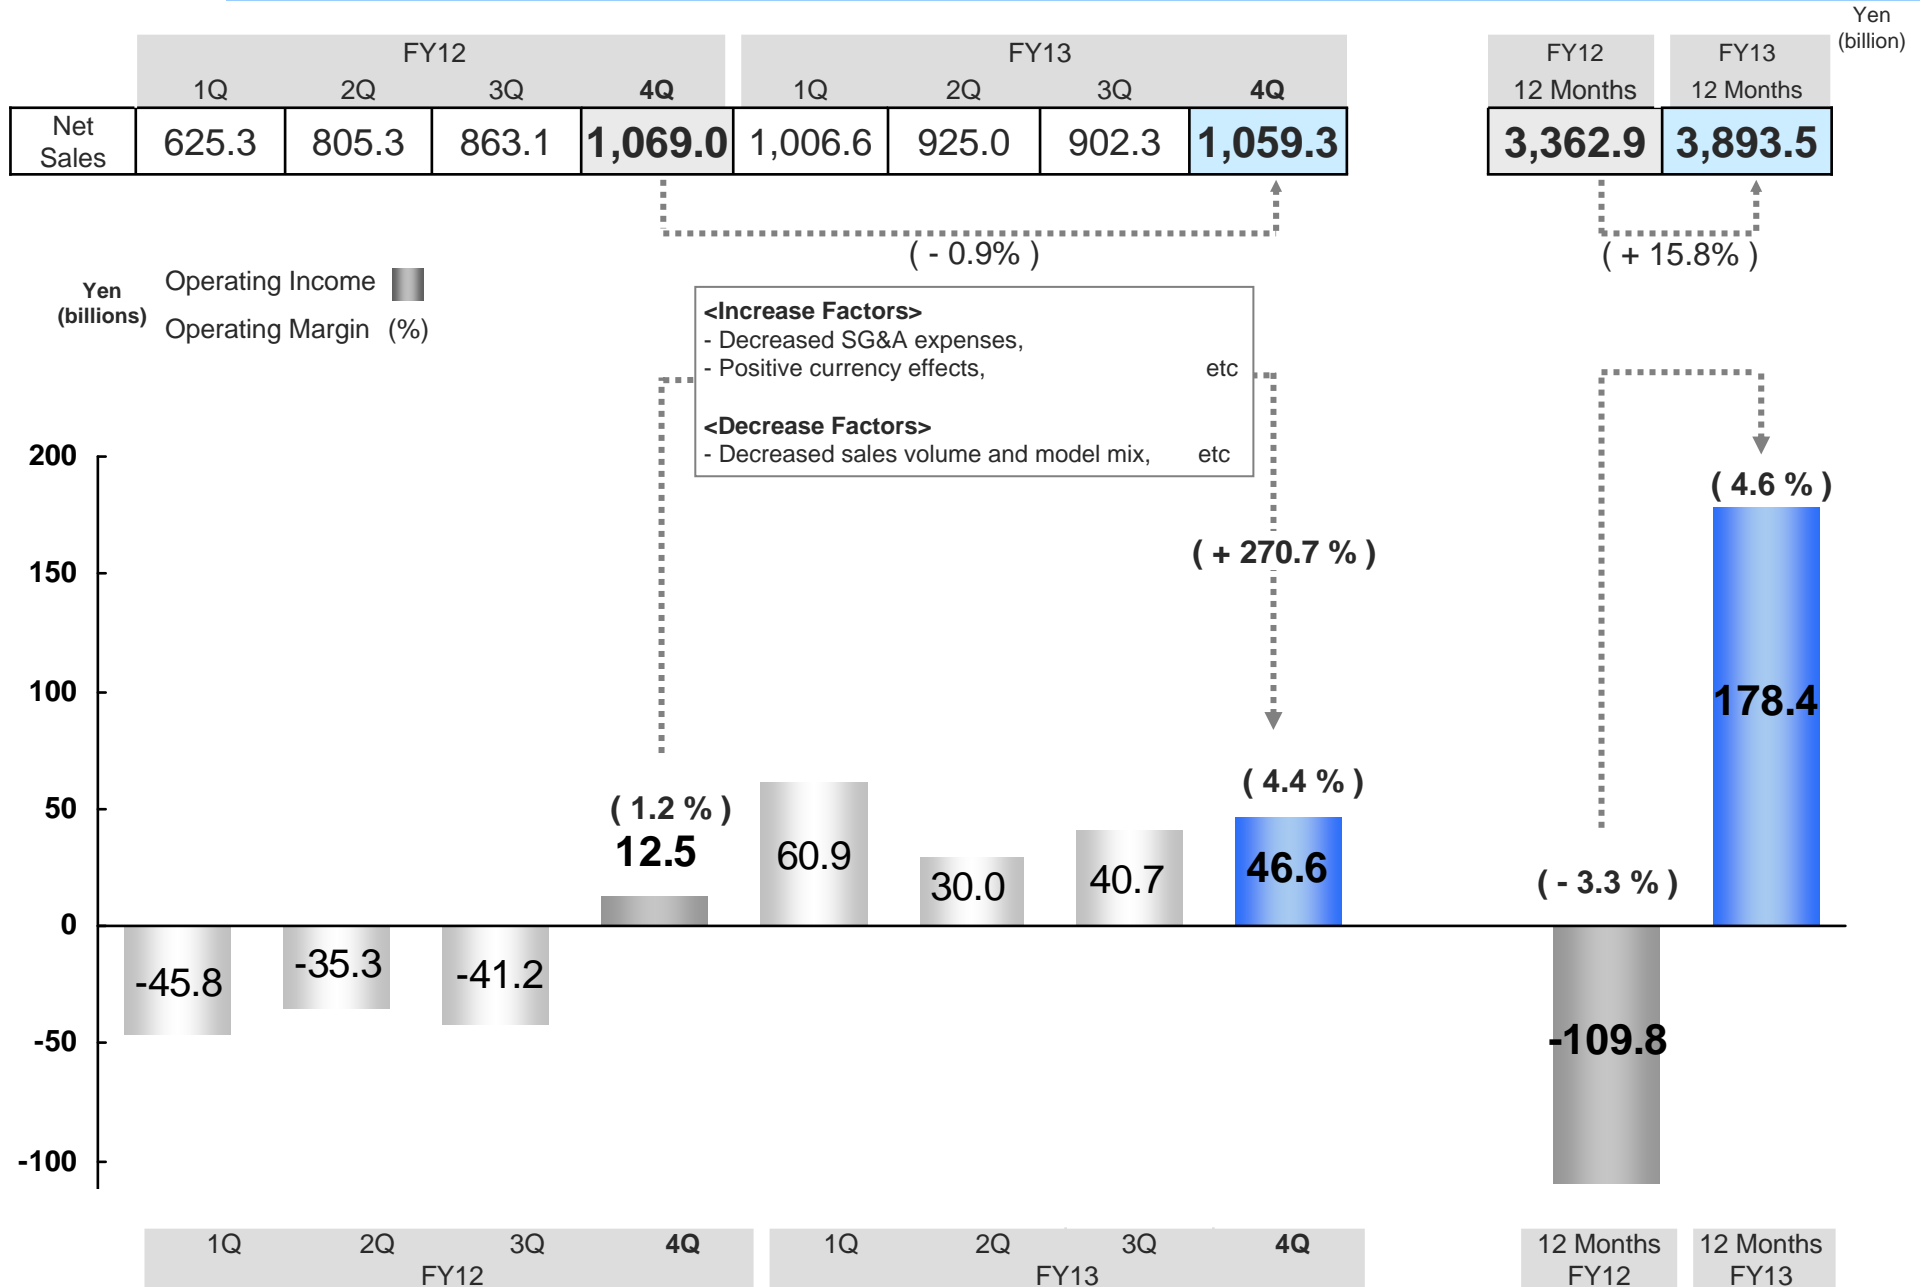 Yen
(billion)
FY12 FY13 FY12 FY13
1Q 2Q 3Q 4Q 1Q 2Q 3Q 4Q 12 Months 12 Months
Net
Sales
625.3 805.3 863.1 1,069.0 1,006.6 925.0 902.3 1,059.3 3,362.9 3,893.5
( - 0.9% ) ( + 15.8% )
Yen
(billions)
Operating Income
Operating Margin (%)
<Increase Factors>
- Decreased SG&A expenses,
- Positive currency effects, etc
<Decrease Factors>
- Decreased sales volume and model mix, etc
200
150
100
50
0
-50
-100
( 4.6 % )
( + 270.7 % )
178.4
( 4.4 % )
( 1.2 % )
12.5 60.9 30.0 40.7 46.6
( - 3.3 % )
-45.8 -35.3 -41.2
-109.8
1Q 2Q 3Q 4Q 1Q 2Q 3Q 4Q 12 Months 12 Months
FY12 FY13 FY12 FY13